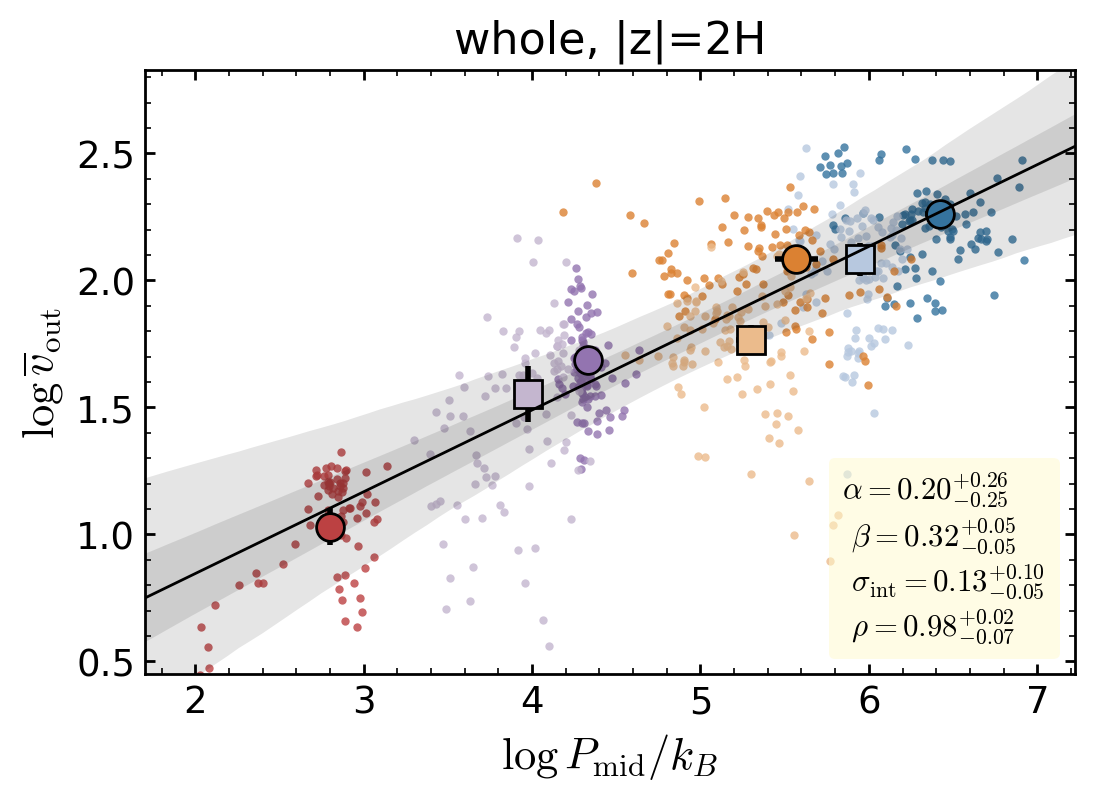 whole, |z|=2H
log v̅_out
2.5
2.0
1.5
1.0
0.5
α = 0.20^{+0.26}_{-0.25}
β = 0.32^{+0.05}_{-0.05}
σ_int = 0.13^{+0.10}_{-0.05}
ρ = 0.98^{+0.02}_{-0.07}
2 3 4 5 6 7
log P_mid/k_B